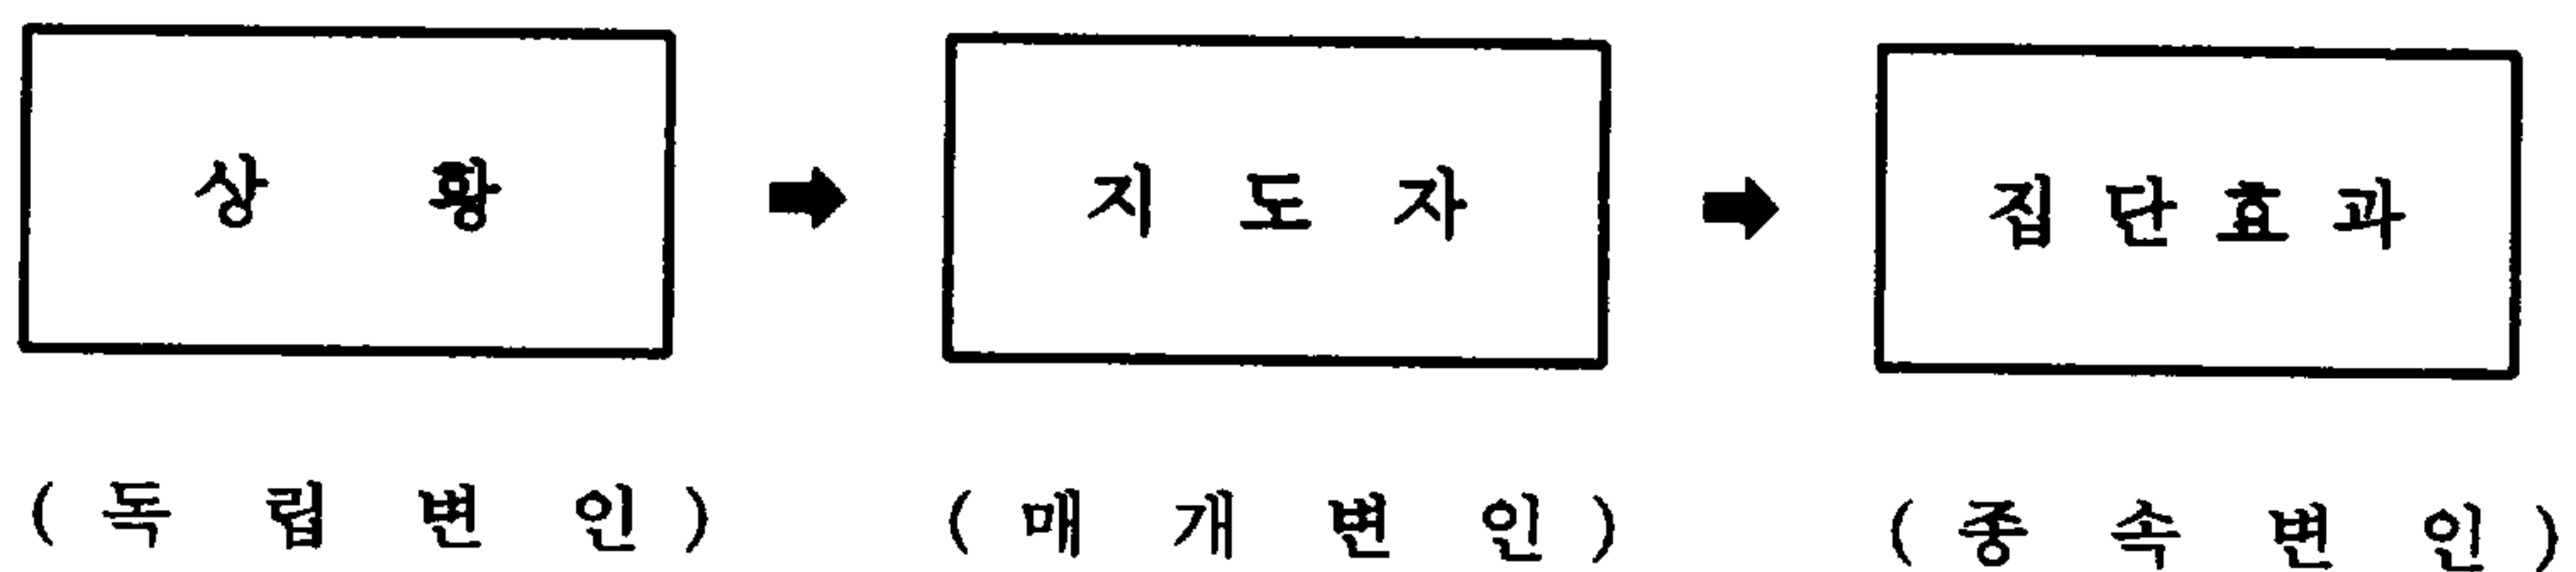 상 황 지 도 자 집 단 효 과
( 독 립 변 인 ) ( 매 개 변 인 ) ( 종 속 변 인 )